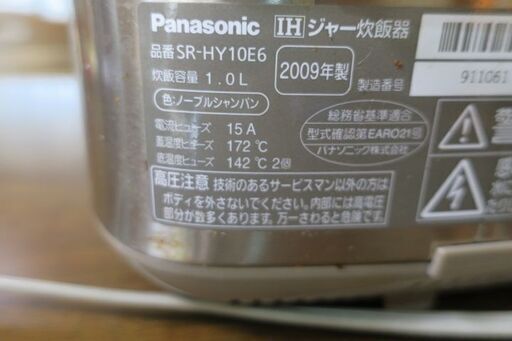 Panasonic IH ジャー炊飯器
品番 SR-HY10E6
炊飯容量 1.0L
2009年製
製造番号 911061
色:ノーブルシャンパン
電流ヒューズ 15A
蓋温度ヒューズ 172℃
底温度ヒューズ 142℃ 2個
総務省基準適合
型式確認第EARO21号
パナソニック株式会社
高圧注意 技術のあるサービスマン以外の方は
ボディを外さないでください。内部には高電圧
部分が数多くあります。万一さわると危険です。